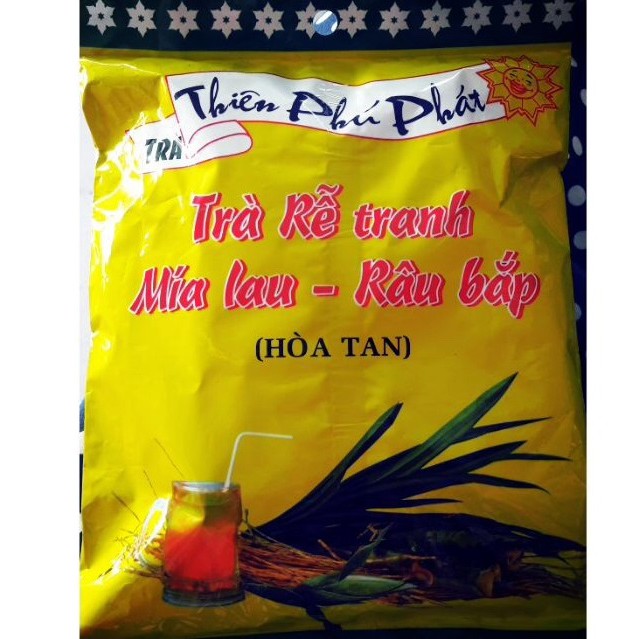 Thiên Phú Phát
TRÀ
Trà Rễ tranh
Mía lau - Râu bắp
(HÒA TAN)